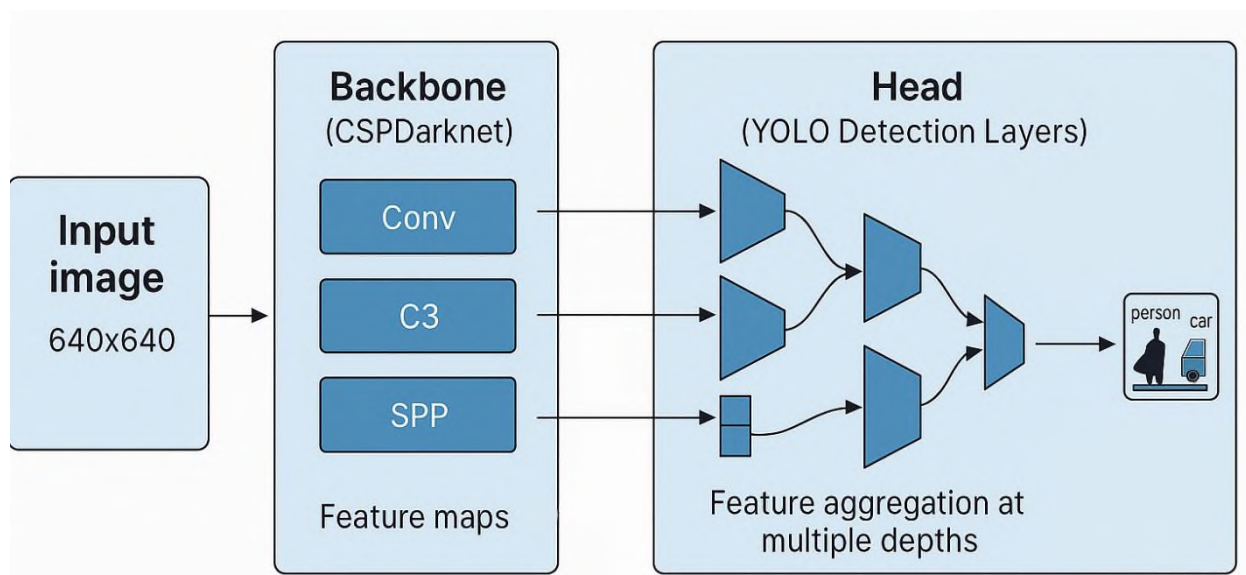 Input
image
640x640
Backbone
(CSPDarknet)
Conv
C3
SPP
Feature maps
Head
(YOLO Detection Layers)
person
car
Feature aggregation at
multiple depths